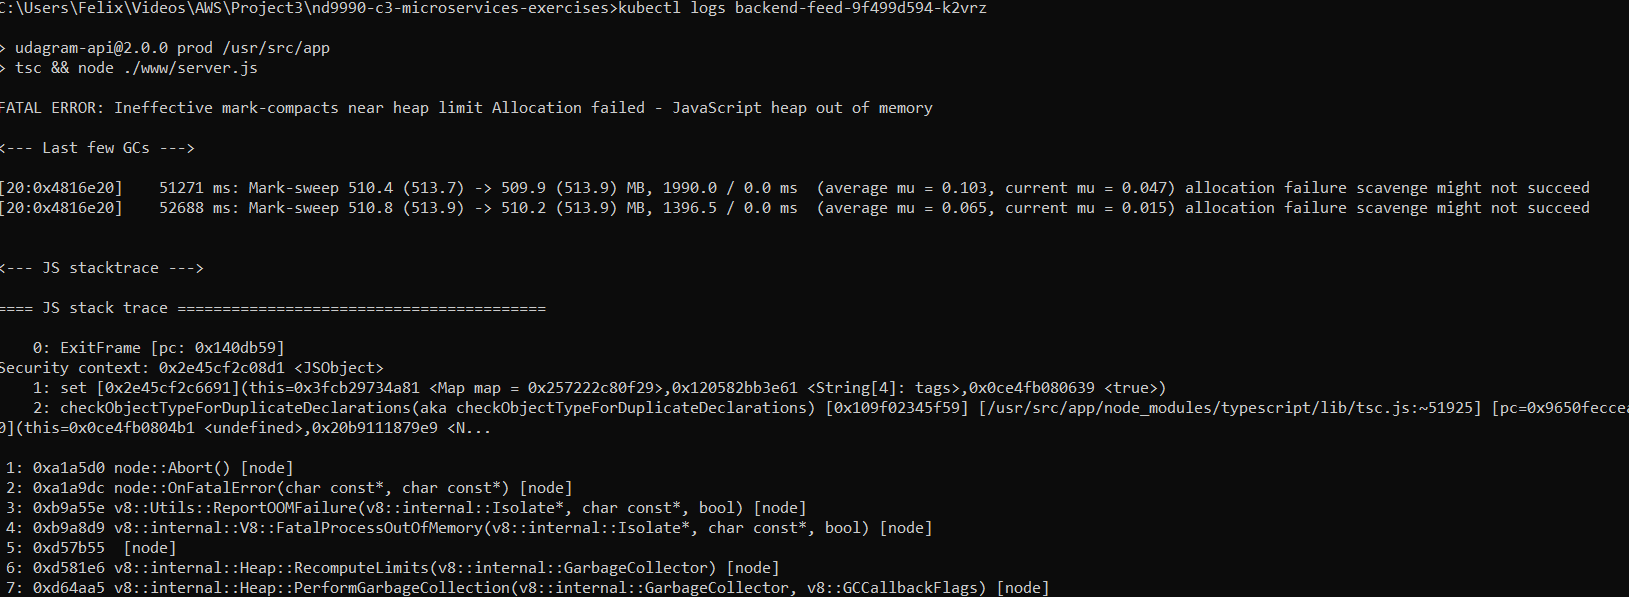 C:\Users\Felix\Videos\AWS\Project3\nd9990-c3-microservices-exercises>kubectl logs backend-feed-9f499d594-k2vrz
> udagram-api@2.0.0 prod /usr/src/app
> tsc && node ./www/server.js
FATAL ERROR: Ineffective mark-compacts near heap limit Allocation failed - JavaScript heap out of memory
<--- Last few GCs --->
[20:0x4816e20]    51271 ms: Mark-sweep 510.4 (513.7) -> 509.9 (513.9) MB, 1990.0 / 0.0 ms  (average mu = 0.103, current mu = 0.047) allocation failure scavenge might not succeed
[20:0x4816e20]    52688 ms: Mark-sweep 510.8 (513.9) -> 510.2 (513.9) MB, 1396.5 / 0.0 ms  (average mu = 0.065, current mu = 0.015) allocation failure scavenge might not succeed
<--- JS stacktrace --->
==== JS stack trace =========================================
    0: ExitFrame [pc: 0x140db59]
Security context: 0x2e45cf2c08d1 <JSObject>
    1: set [0x2e45cf2c6691](this=0x3fcb29734a81 <Map map = 0x257222c80f29>,0x120582bb3e61 <String[4]: tags>,0x0ce4fb080639 <true>)
    2: checkObjectTypeForDuplicateDeclarations(aka checkObjectTypeForDuplicateDeclarations) [0x109f02345f59] [/usr/src/app/node_modules/typescript/lib/tsc.js:~51925] [pc=0x9650feccea
0](this=0x0ce4fb0804b1 <undefined>,0x20b9111879e9 <N...
 1: 0xa1a5d0 node::Abort() [node]
 2: 0xa1a9dc node::OnFatalError(char const*, char const*) [node]
 3: 0xb9a55e v8::Utils::ReportOOMFailure(v8::internal::Isolate*, char const*, bool) [node]
 4: 0xb9a8d9 v8::internal::V8::FatalProcessOutOfMemory(v8::internal::Isolate*, char const*, bool) [node]
 5: 0xd57b55  [node]
 6: 0xd581e6 v8::internal::Heap::RecomputeLimits(v8::internal::GarbageCollector) [node]
 7: 0xd64aa5 v8::internal::Heap::PerformGarbageCollection(v8::internal::GarbageCollector, v8::GCCallbackFlags) [node]